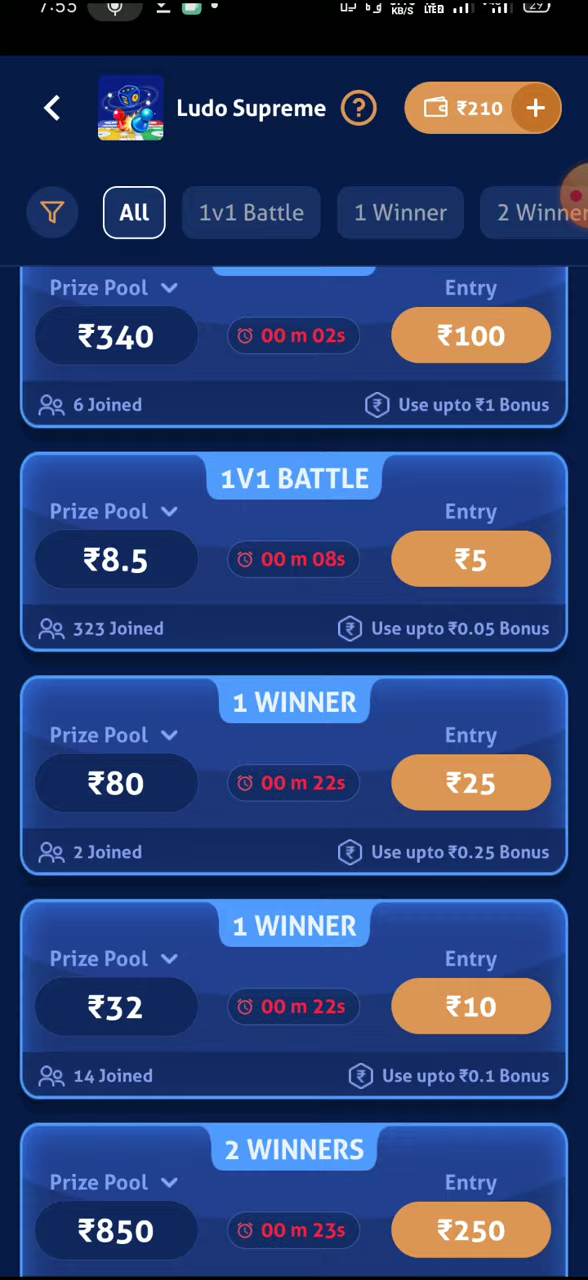 7:55
KB/S LTE 29
Ludo Supreme ? ₹210 +
All 1v1 Battle 1 Winner 2 Winner
Prize Pool Entry
₹340 00 m 02s ₹100
6 Joined Use upto ₹1 Bonus
1V1 BATTLE
Prize Pool Entry
₹8.5 00 m 08s ₹5
323 Joined Use upto ₹0.05 Bonus
1 WINNER
Prize Pool Entry
₹80 00 m 22s ₹25
2 Joined Use upto ₹0.25 Bonus
1 WINNER
Prize Pool Entry
₹32 00 m 22s ₹10
14 Joined Use upto ₹0.1 Bonus
2 WINNERS
Prize Pool Entry
₹850 00 m 23s ₹250